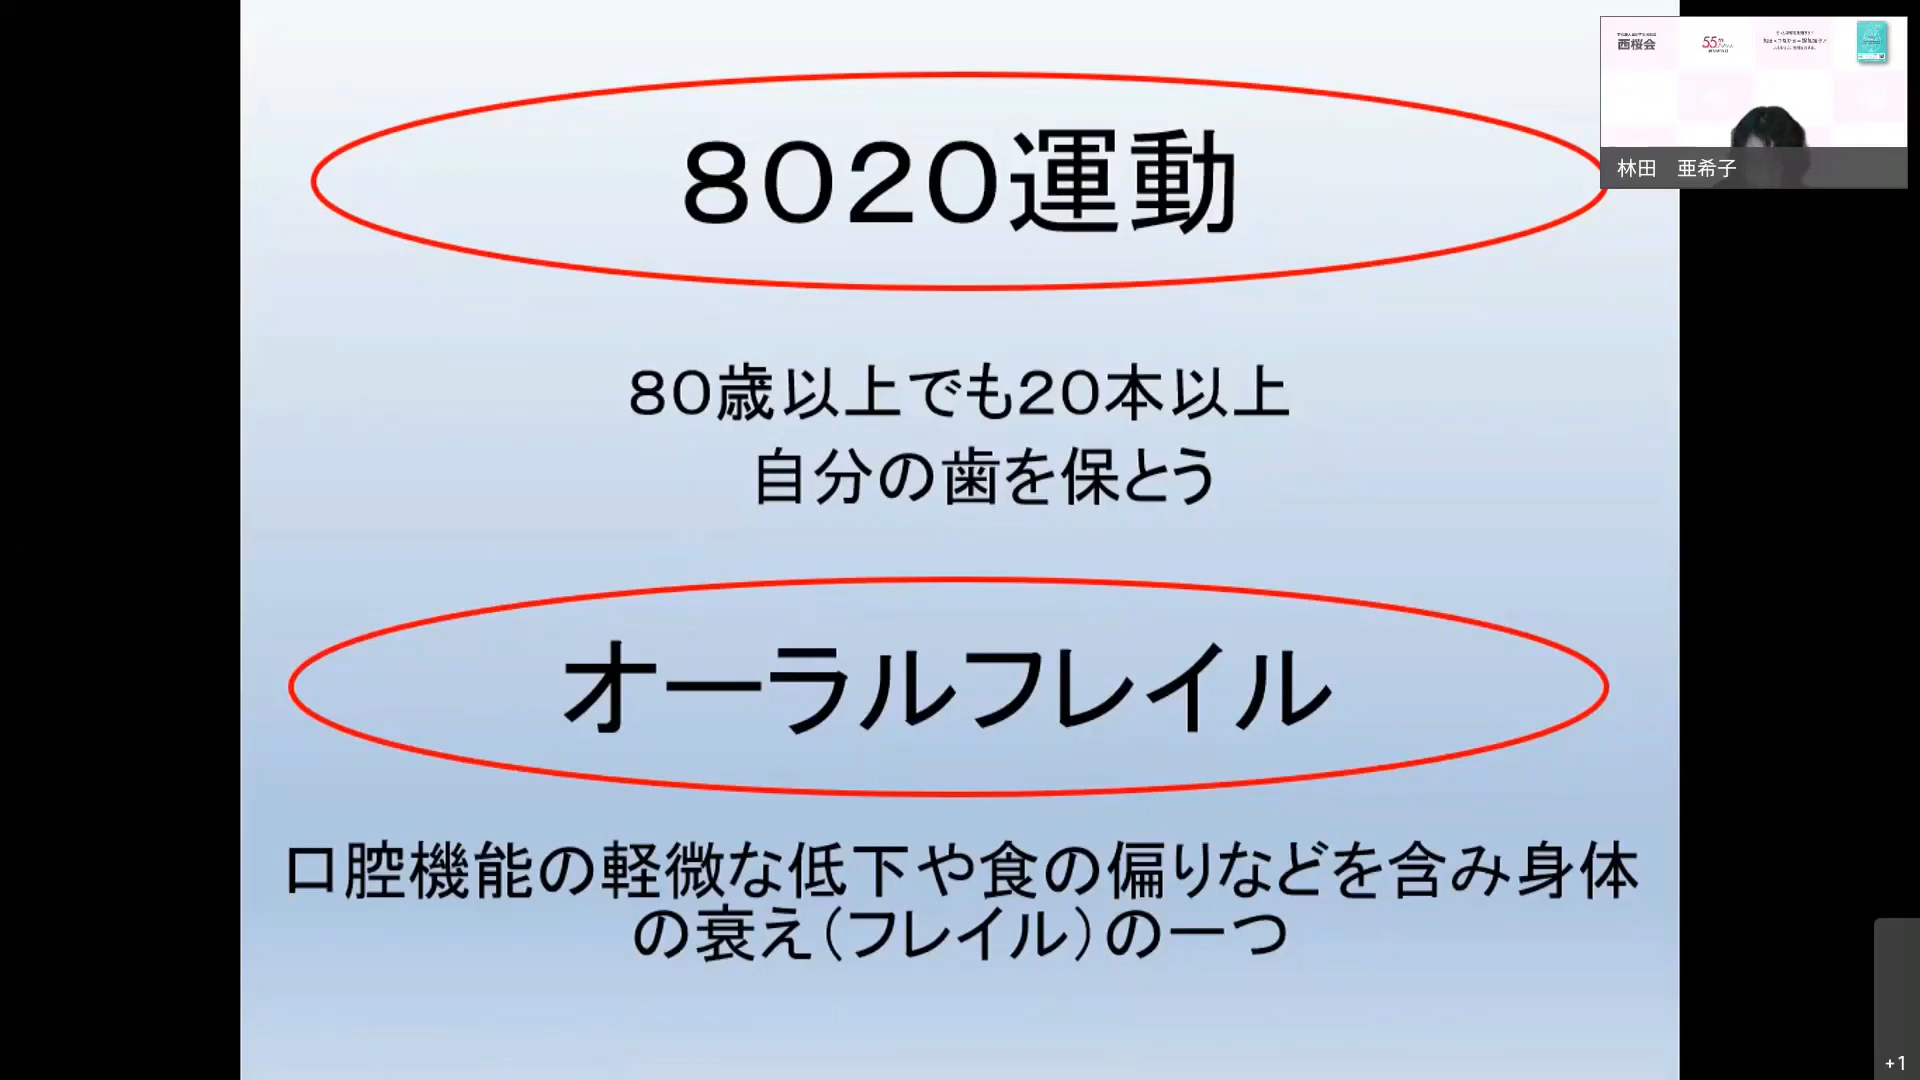 8020運動
80歳以上でも20本以上
自分の歯を保とう
オーラルフレイル
口腔機能の軽微な低下や食の偏りなどを含み身体
の衰え(フレイル)の一つ
西桜会
55th
林田　亜希子
+1